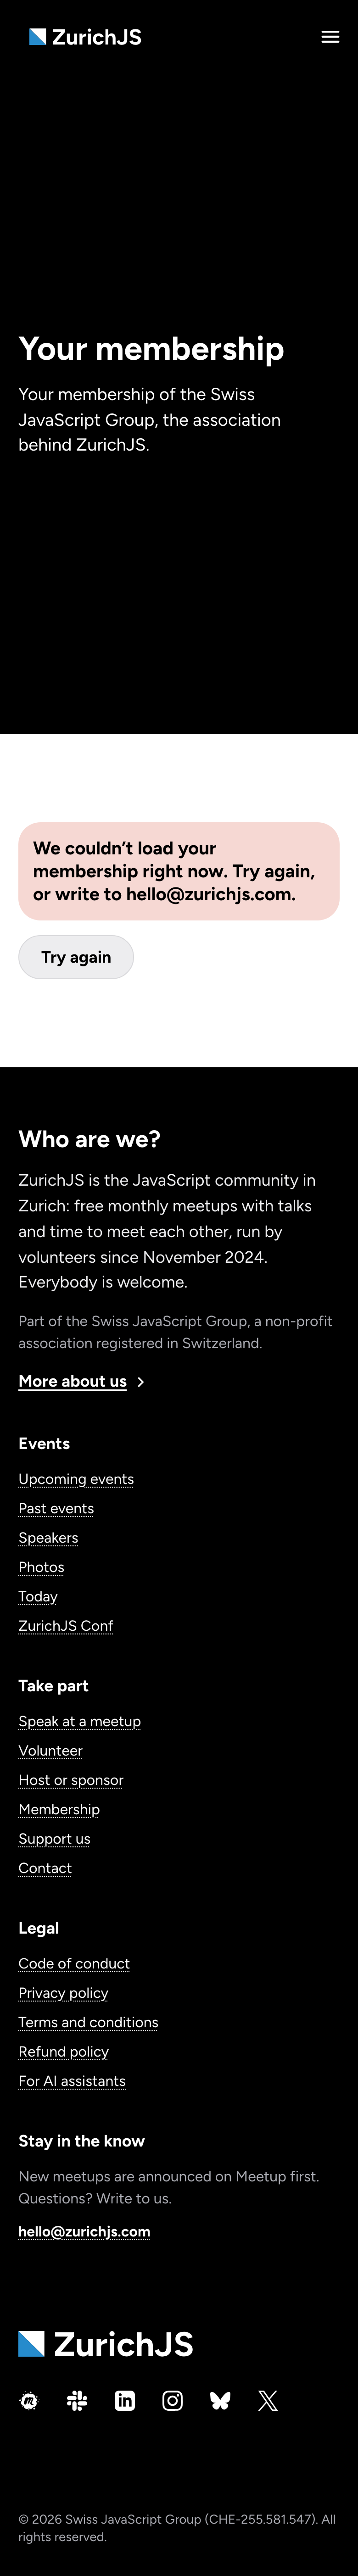 ZurichJS
Your membership
Your membership of the Swiss
JavaScript Group, the association
behind ZurichJS.
We couldn’t load your
membership right now. Try again,
or write to hello@zurichjs.com.
Try again
Who are we?
ZurichJS is the JavaScript community in
Zurich: free monthly meetups with talks
and time to meet each other, run by
volunteers since November 2024.
Everybody is welcome.
Part of the Swiss JavaScript Group, a non-profit
association registered in Switzerland.
More about us
Events
Upcoming events
Past events
Speakers
Photos
Today
ZurichJS Conf
Take part
Speak at a meetup
Volunteer
Host or sponsor
Membership
Support us
Contact
Legal
Code of conduct
Privacy policy
Terms and conditions
Refund policy
For AI assistants
Stay in the know
New meetups are announced on Meetup first.
Questions? Write to us.
hello@zurichjs.com
ZurichJS
© 2026 Swiss JavaScript Group (CHE-255.581.547). All
rights reserved.